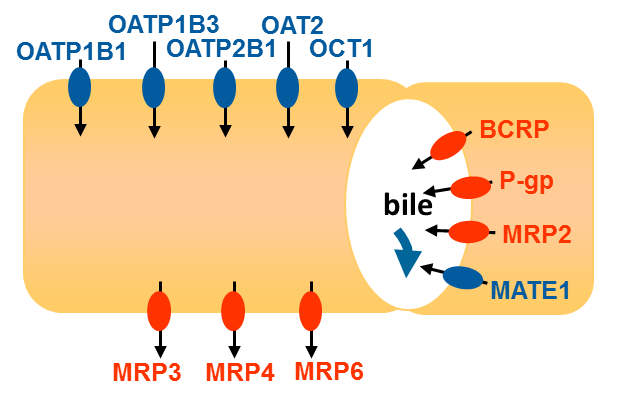 OATP1B1
OATP1B3
OATP2B1
OAT2
OCT1
BCRP
P-gp
bile
MRP2
MATE1
MRP3
MRP4
MRP6